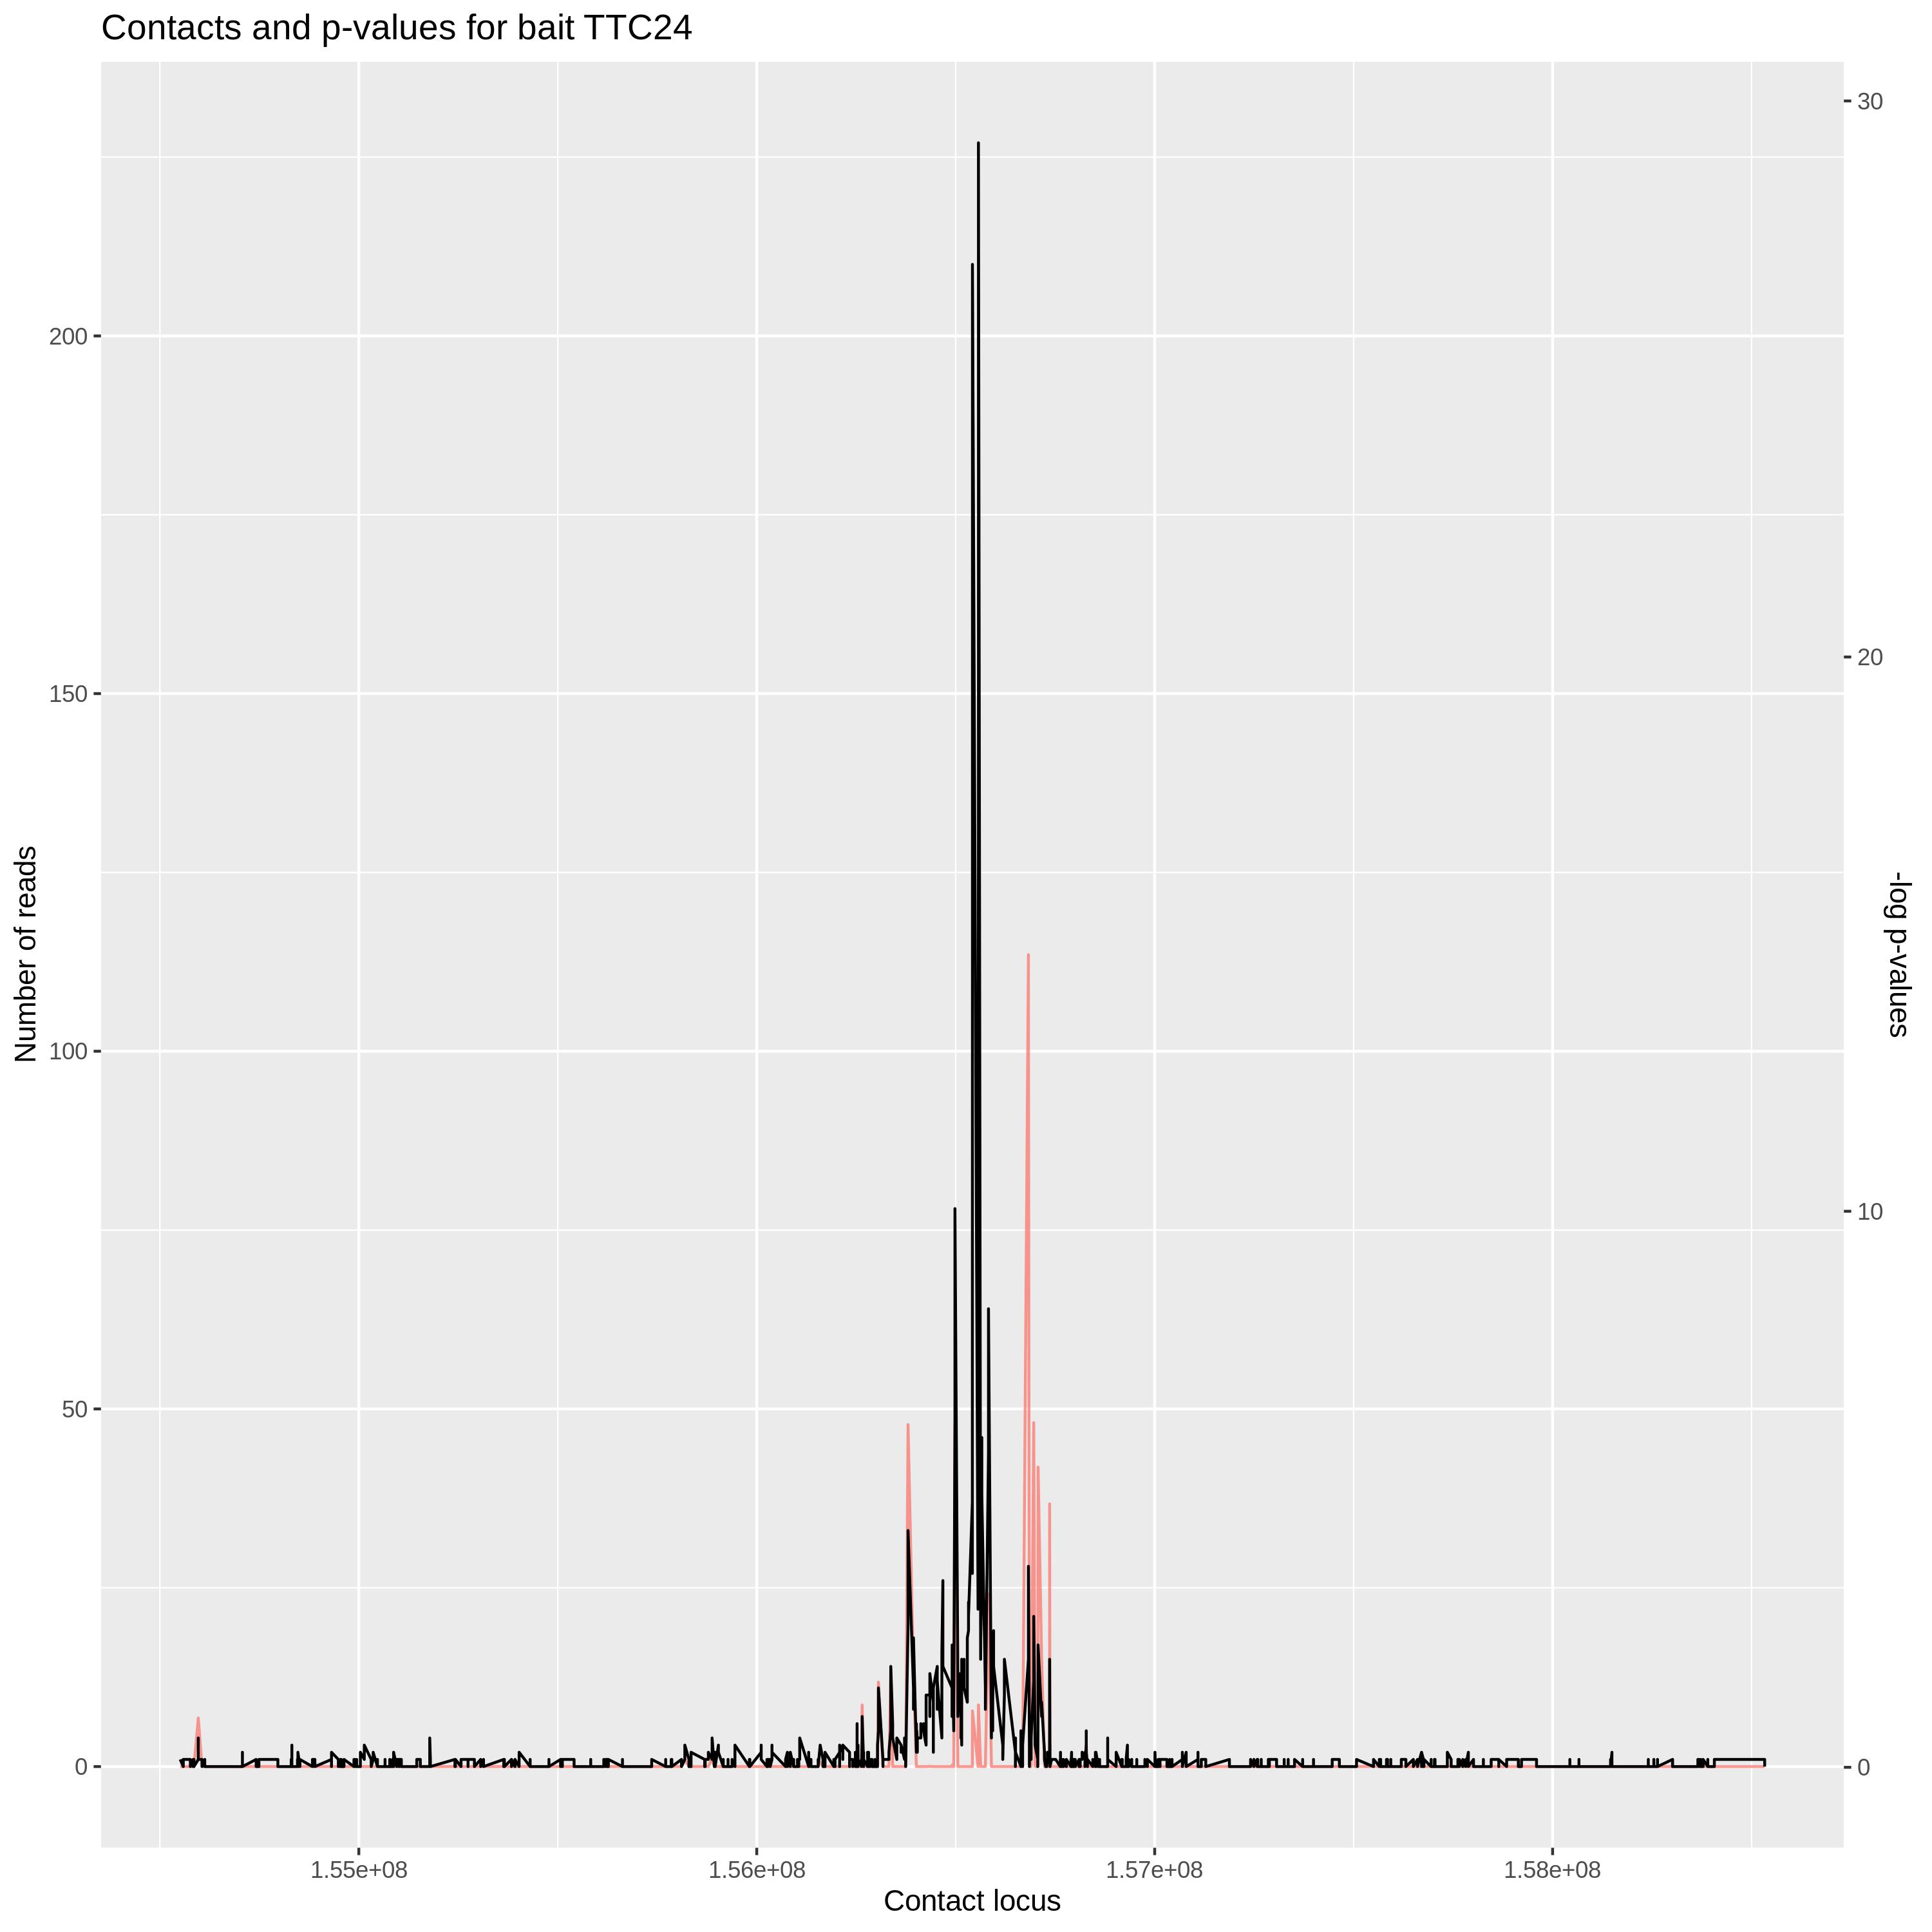 Contacts and p-values for bait TTC24
30
200
20
150
Number of reads
-log p-values
100
10
50
0
0
1.55e+08
1.56e+08
1.57e+08
1.58e+08
Contact locus